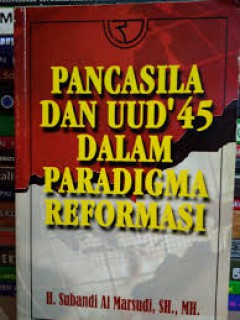 PANCASILA
DAN UUD'45
DALAM
PARADIGMA
REFORMASI
H. Subandi Al Marsudi, SH., MH.